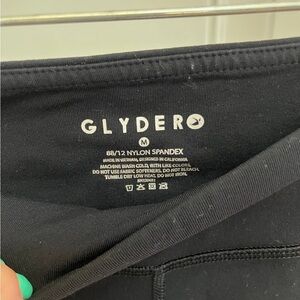 GLYDER
M
88/12 NYLON SPANDEX
MADE IN VIETNAM, DESIGNED IN CALIFORNIA
MACHINE WASH COLD, WITH LIKE COLORS,
DO NOT USE FABRIC SOFTENERS, DO NOT BLEACH,
TUMBLE DRY LOW HEAT, DO NOT IRON.